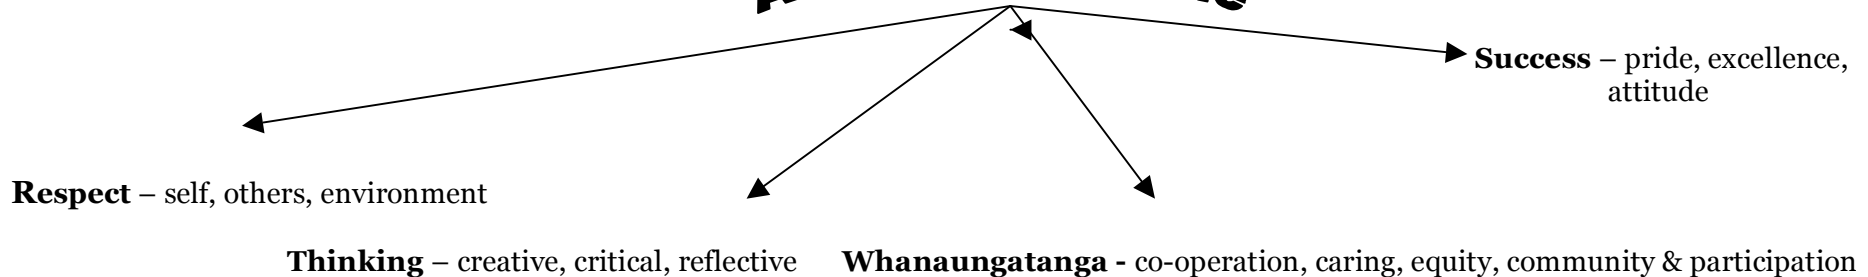 Success – pride, excellence,
attitude
Respect – self, others, environment
Thinking – creative, critical, reflective
Whanaungatanga - co-operation, caring, equity, community & participation